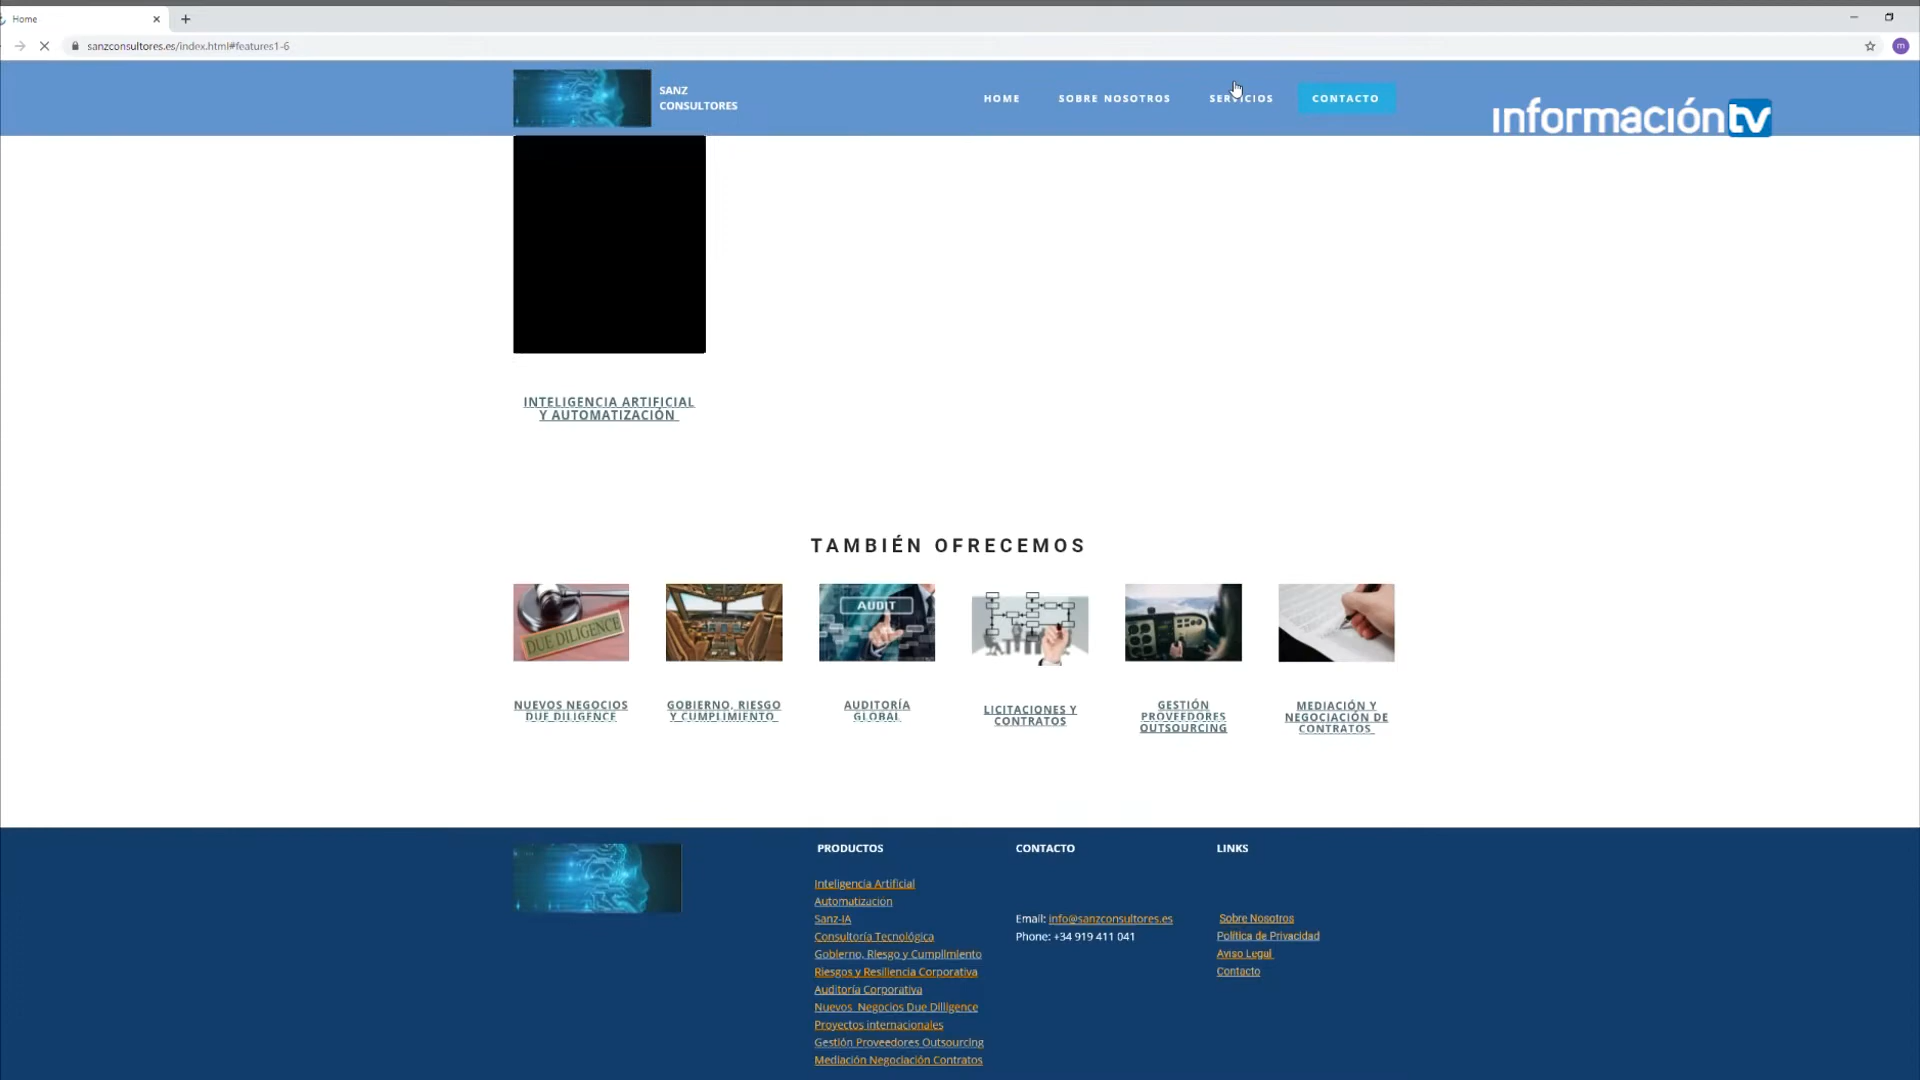 Home
sanzconsultores.es/index.html#features1-6
m
SANZ
CONSULTORES
HOME
SOBRE NOSOTROS
SERVICIOS
CONTACTO
informacióntv
INTELIGENCIA ARTIFICIAL
Y AUTOMATIZACIÓN
TAMBIÉN OFRECEMOS
DUE DILIGENCE
AUDIT
NUEVOS NEGOCIOS
DUE DILIGENCE
GOBIERNO, RIESGO
Y CUMPLIMIENTO
AUDITORÍA
GLOBAL
LICITACIONES Y
CONTRATOS
GESTIÓN
PROVEEDORES
OUTSOURCING
MEDIACIÓN Y
NEGOCIACIÓN DE
CONTRATOS
PRODUCTOS
Inteligencia Artificial
Automatización
Sanz-IA
Consultoría Tecnológica
Gobierno, Riesgo y Cumplimiento
Riesgos y Resiliencia Corporativa
Auditoría Corporativa
Nuevos Negocios Due Dilligence
Proyectos internacionales
Gestión Proveedores Outsourcing
Mediación Negociación Contratos
CONTACTO
Email: info@sanzconsultores.es
Phone: +34 919 411 041
LINKS
Sobre Nosotros
Política de Privacidad
Aviso Legal
Contacto